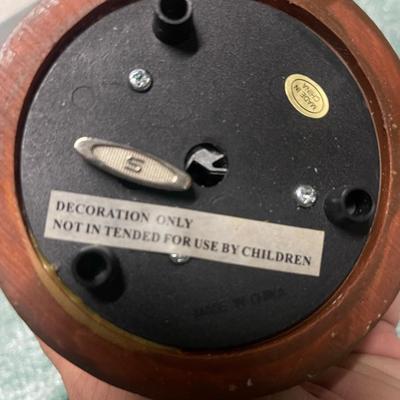 MADE IN
CHINA
S
DECORATION ONLY
NOT IN TENDED FOR USE BY CHILDREN
MADE IN CHINA